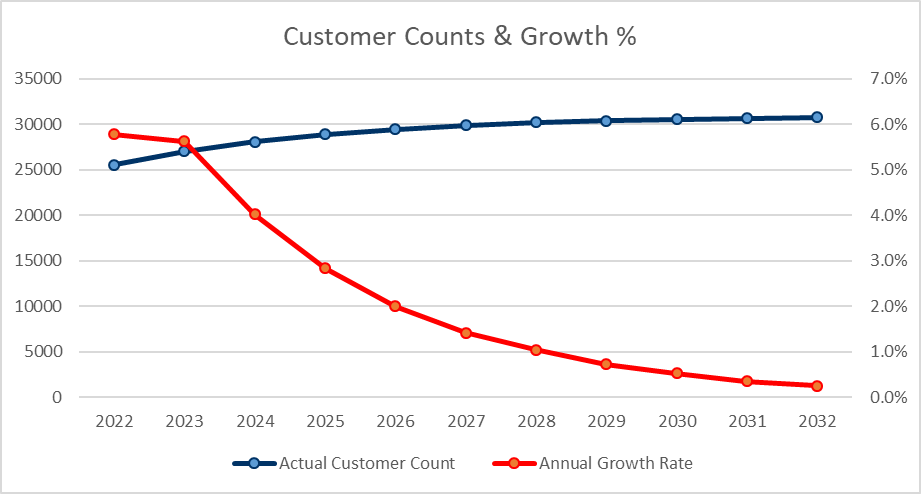 Customer Counts & Growth %
35000 7.0%
30000 6.0%
25000 5.0%
20000 4.0%
15000 3.0%
10000 2.0%
5000 1.0%
0 0.0%
2022 2023 2024 2025 2026 2027 2028 2029 2030 2031 2032
Actual Customer Count Annual Growth Rate